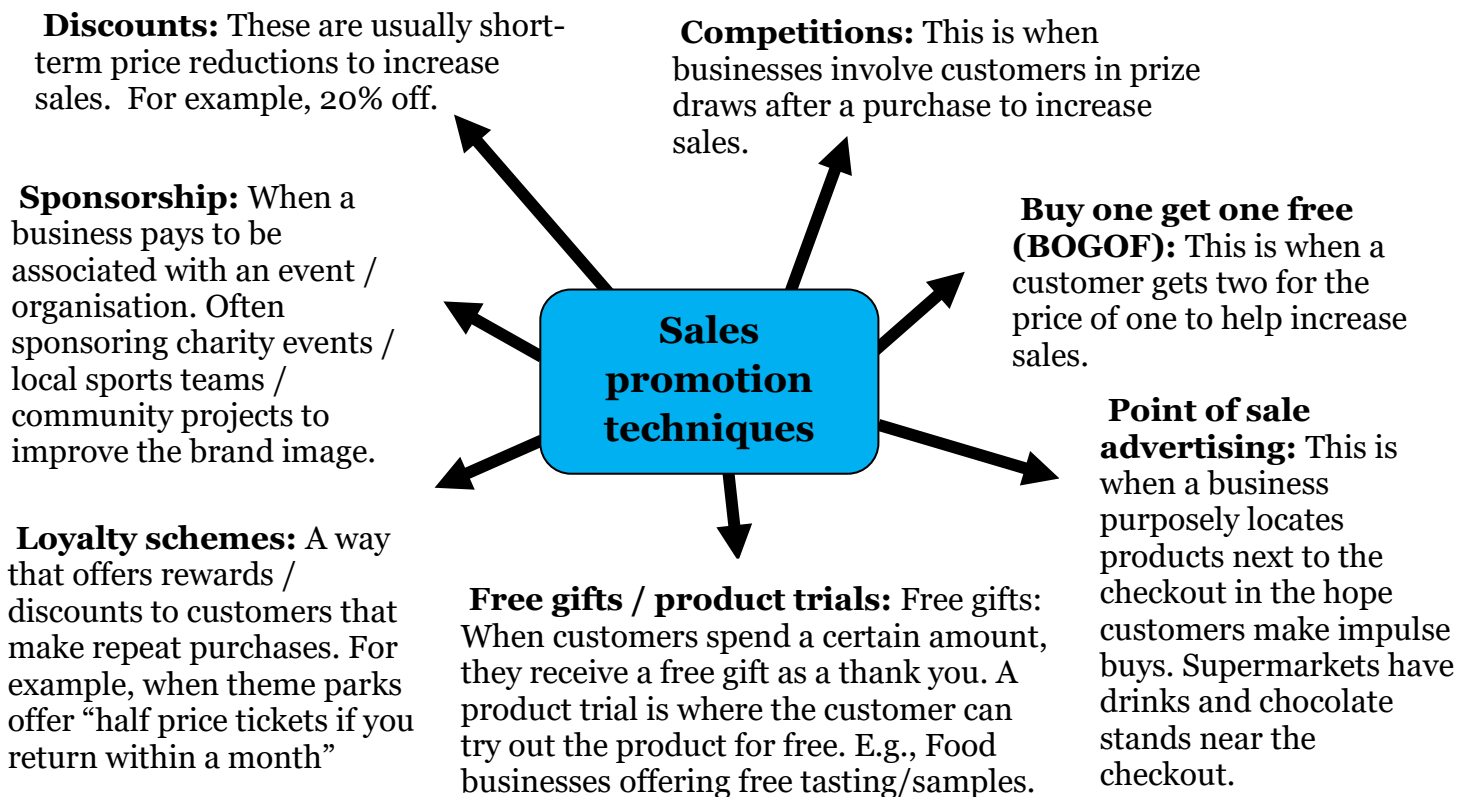 Discounts: These are usually short-
term price reductions to increase
sales.  For example, 20% off.
Competitions: This is when
businesses involve customers in prize
draws after a purchase to increase
sales.
Sponsorship: When a
business pays to be
associated with an event /
organisation. Often
sponsoring charity events /
local sports teams /
community projects to
improve the brand image.
Buy one get one free
(BOGOF): This is when a
customer gets two for the
price of one to help increase
sales.
Sales
promotion
techniques
Point of sale
advertising: This is
when a business
purposely locates
products next to the
checkout in the hope
customers make impulse
buys. Supermarkets have
drinks and chocolate
stands near the
checkout.
Loyalty schemes: A way
that offers rewards /
discounts to customers that
make repeat purchases. For
example, when theme parks
offer “half price tickets if you
return within a month”
Free gifts / product trials: Free gifts:
When customers spend a certain amount,
they receive a free gift as a thank you. A
product trial is where the customer can
try out the product for free. E.g., Food
businesses offering free tasting/samples.